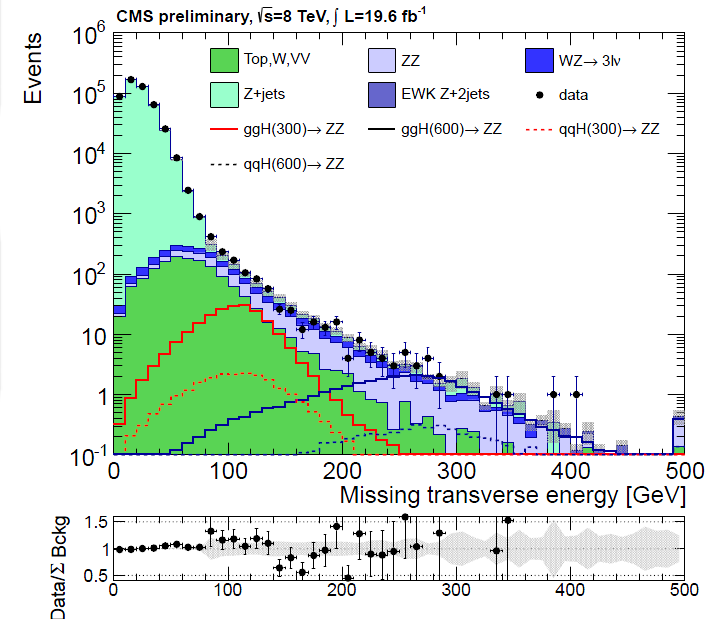 CMS preliminary, √s=8 TeV, ∫ L=19.6 fb⁻¹
Events
10⁶
10⁵
10⁴
10³
10²
10
1
10⁻¹
Top,W,VV ZZ WZ→ 3lν
Z+jets EWK Z+2jets data
ggH(300)→ ZZ ggH(600)→ ZZ qqH(300)→ ZZ
qqH(600)→ ZZ
0 100 200 300 400 500
Missing transverse energy [GeV]
Data/Σ Bckg
1.5
1
0.5
0 100 200 300 400 500